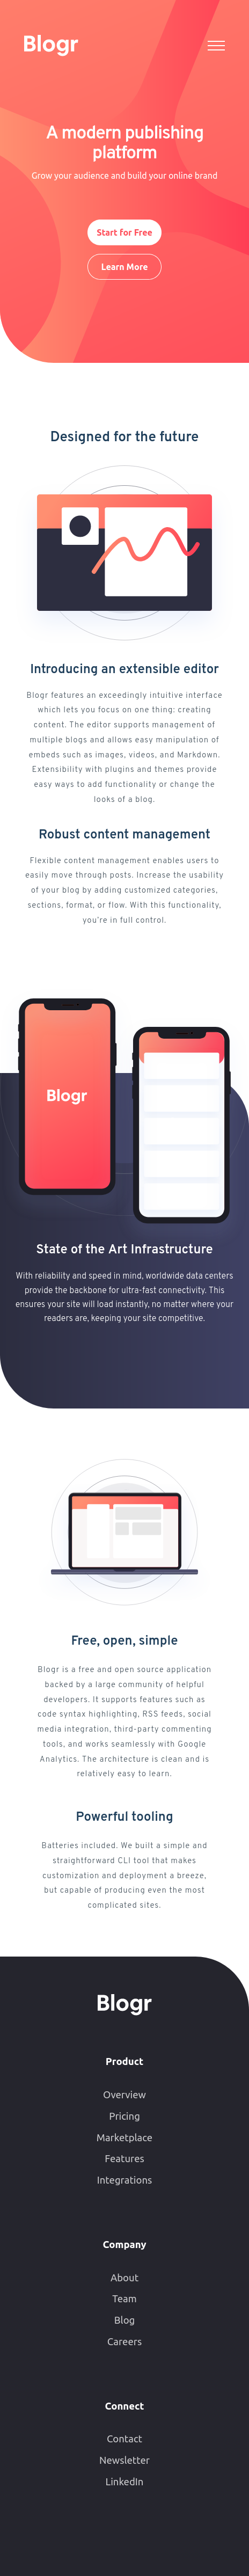 Blogr
A modern publishing
platform
Grow your audience and build your online brand
Start for Free
Learn More
Designed for the future
Introducing an extensible editor
Blogr features an exceedingly intuitive interface
which lets you focus on one thing: creating
content. The editor supports management of
multiple blogs and allows easy manipulation of
embeds such as images, videos, and Markdown.
Extensibility with plugins and themes provide
easy ways to add functionality or change the
looks of a blog.
Robust content management
Flexible content management enables users to
easily move through posts. Increase the usability
of your blog by adding customized categories,
sections, format, or flow. With this functionality,
you're in full control.
Blogr
State of the Art Infrastructure
With reliability and speed in mind, worldwide data centers
provide the backbone for ultra-fast connectivity. This
ensures your site will load instantly, no matter where your
readers are, keeping your site competitive.
Free, open, simple
Blogr is a free and open source application
backed by a large community of helpful
developers. It supports features such as
code syntax highlighting, RSS feeds, social
media integration, third-party commenting
tools, and works seamlessly with Google
Analytics. The architecture is clean and is
relatively easy to learn.
Powerful tooling
Batteries included. We built a simple and
straightforward CLI tool that makes
customization and deployment a breeze,
but capable of producing even the most
complicated sites.
Blogr
Product
Overview
Pricing
Marketplace
Features
Integrations
Company
About
Team
Blog
Careers
Connect
Contact
Newsletter
LinkedIn